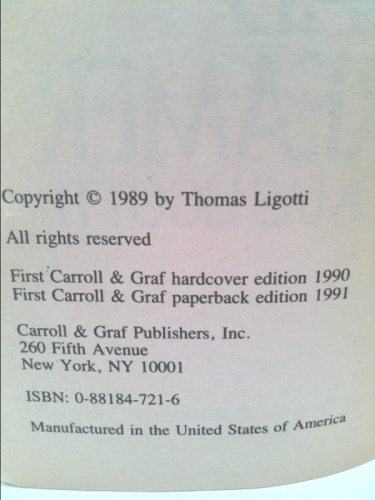 Copyright © 1989 by Thomas Ligotti
All rights reserved
First Carroll & Graf hardcover edition 1990
First Carroll & Graf paperback edition 1991
Carroll & Graf Publishers, Inc.
260 Fifth Avenue
New York, NY 10001
ISBN: 0-88184-721-6
Manufactured in the United States of America